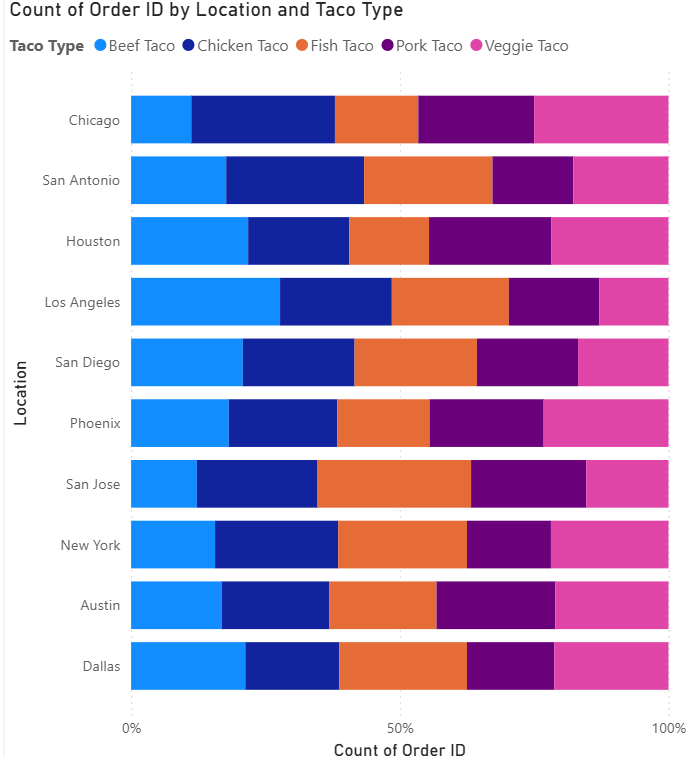 Count of Order ID by Location and Taco Type
Taco Type Beef Taco Chicken Taco Fish Taco Pork Taco Veggie Taco
Chicago
San Antonio
Houston
Los Angeles
San Diego
Phoenix
San Jose
New York
Austin
Dallas
Location
0% 50% 100%
Count of Order ID